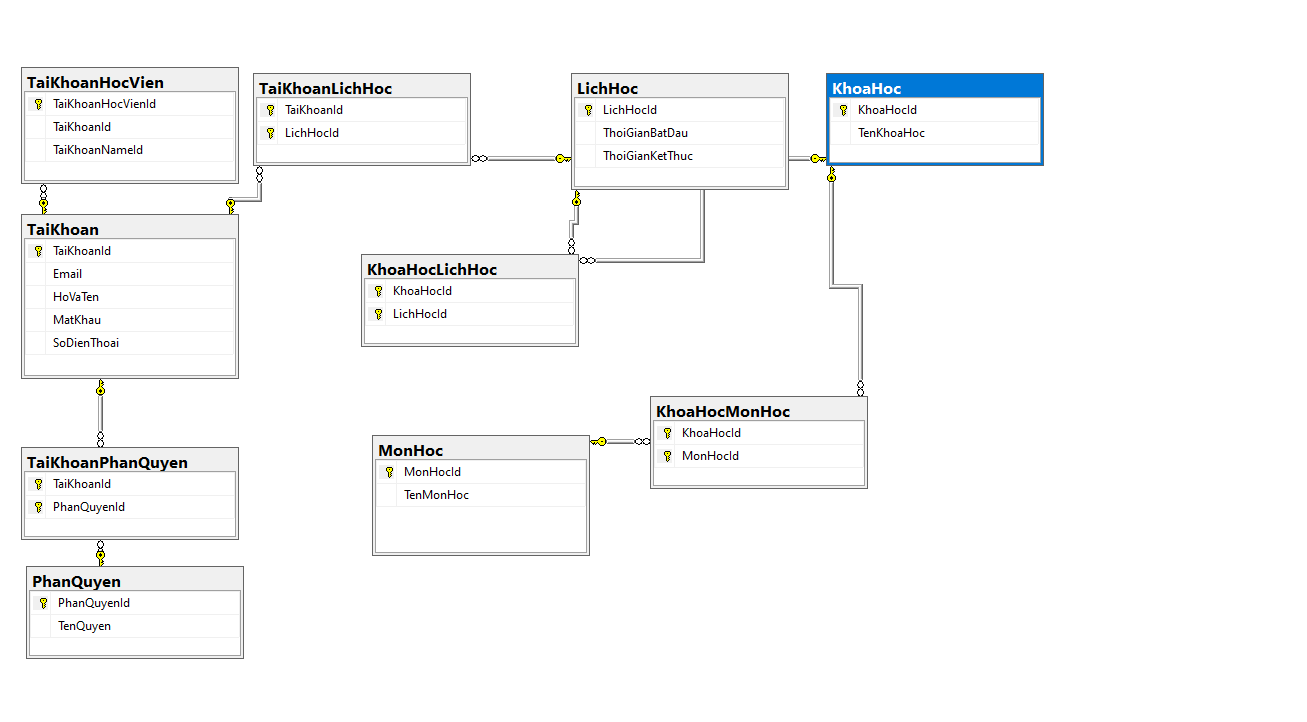 TaiKhoanHocVien
TaiKhoanHocVienId
TaiKhoanId
TaiKhoanNameId
TaiKhoanLichHoc
TaiKhoanId
LichHocId
LichHoc
LichHocId
ThoiGianBatDau
ThoiGianKetThuc
KhoaHoc
KhoaHocId
TenKhoaHoc
TaiKhoan
TaiKhoanId
Email
HoVaTen
MatKhau
SoDienThoai
KhoaHocLichHoc
KhoaHocId
LichHocId
KhoaHocMonHoc
KhoaHocId
MonHocId
MonHoc
MonHocId
TenMonHoc
TaiKhoanPhanQuyen
TaiKhoanId
PhanQuyenId
PhanQuyen
PhanQuyenId
TenQuyen